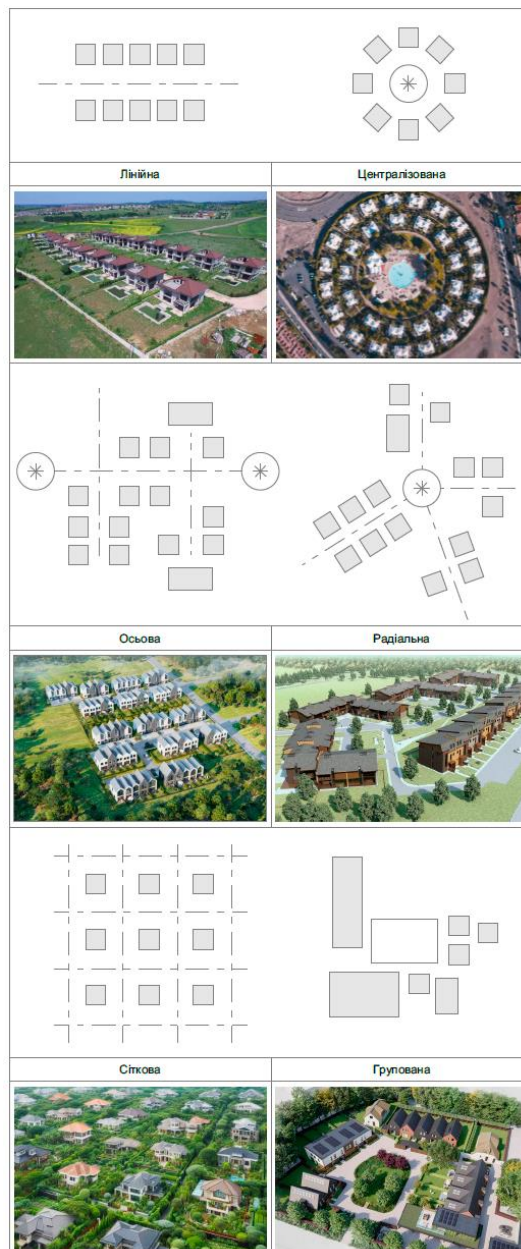 Лінійна
Централізована
Осьова
Радіальна
Сіткова
Групована